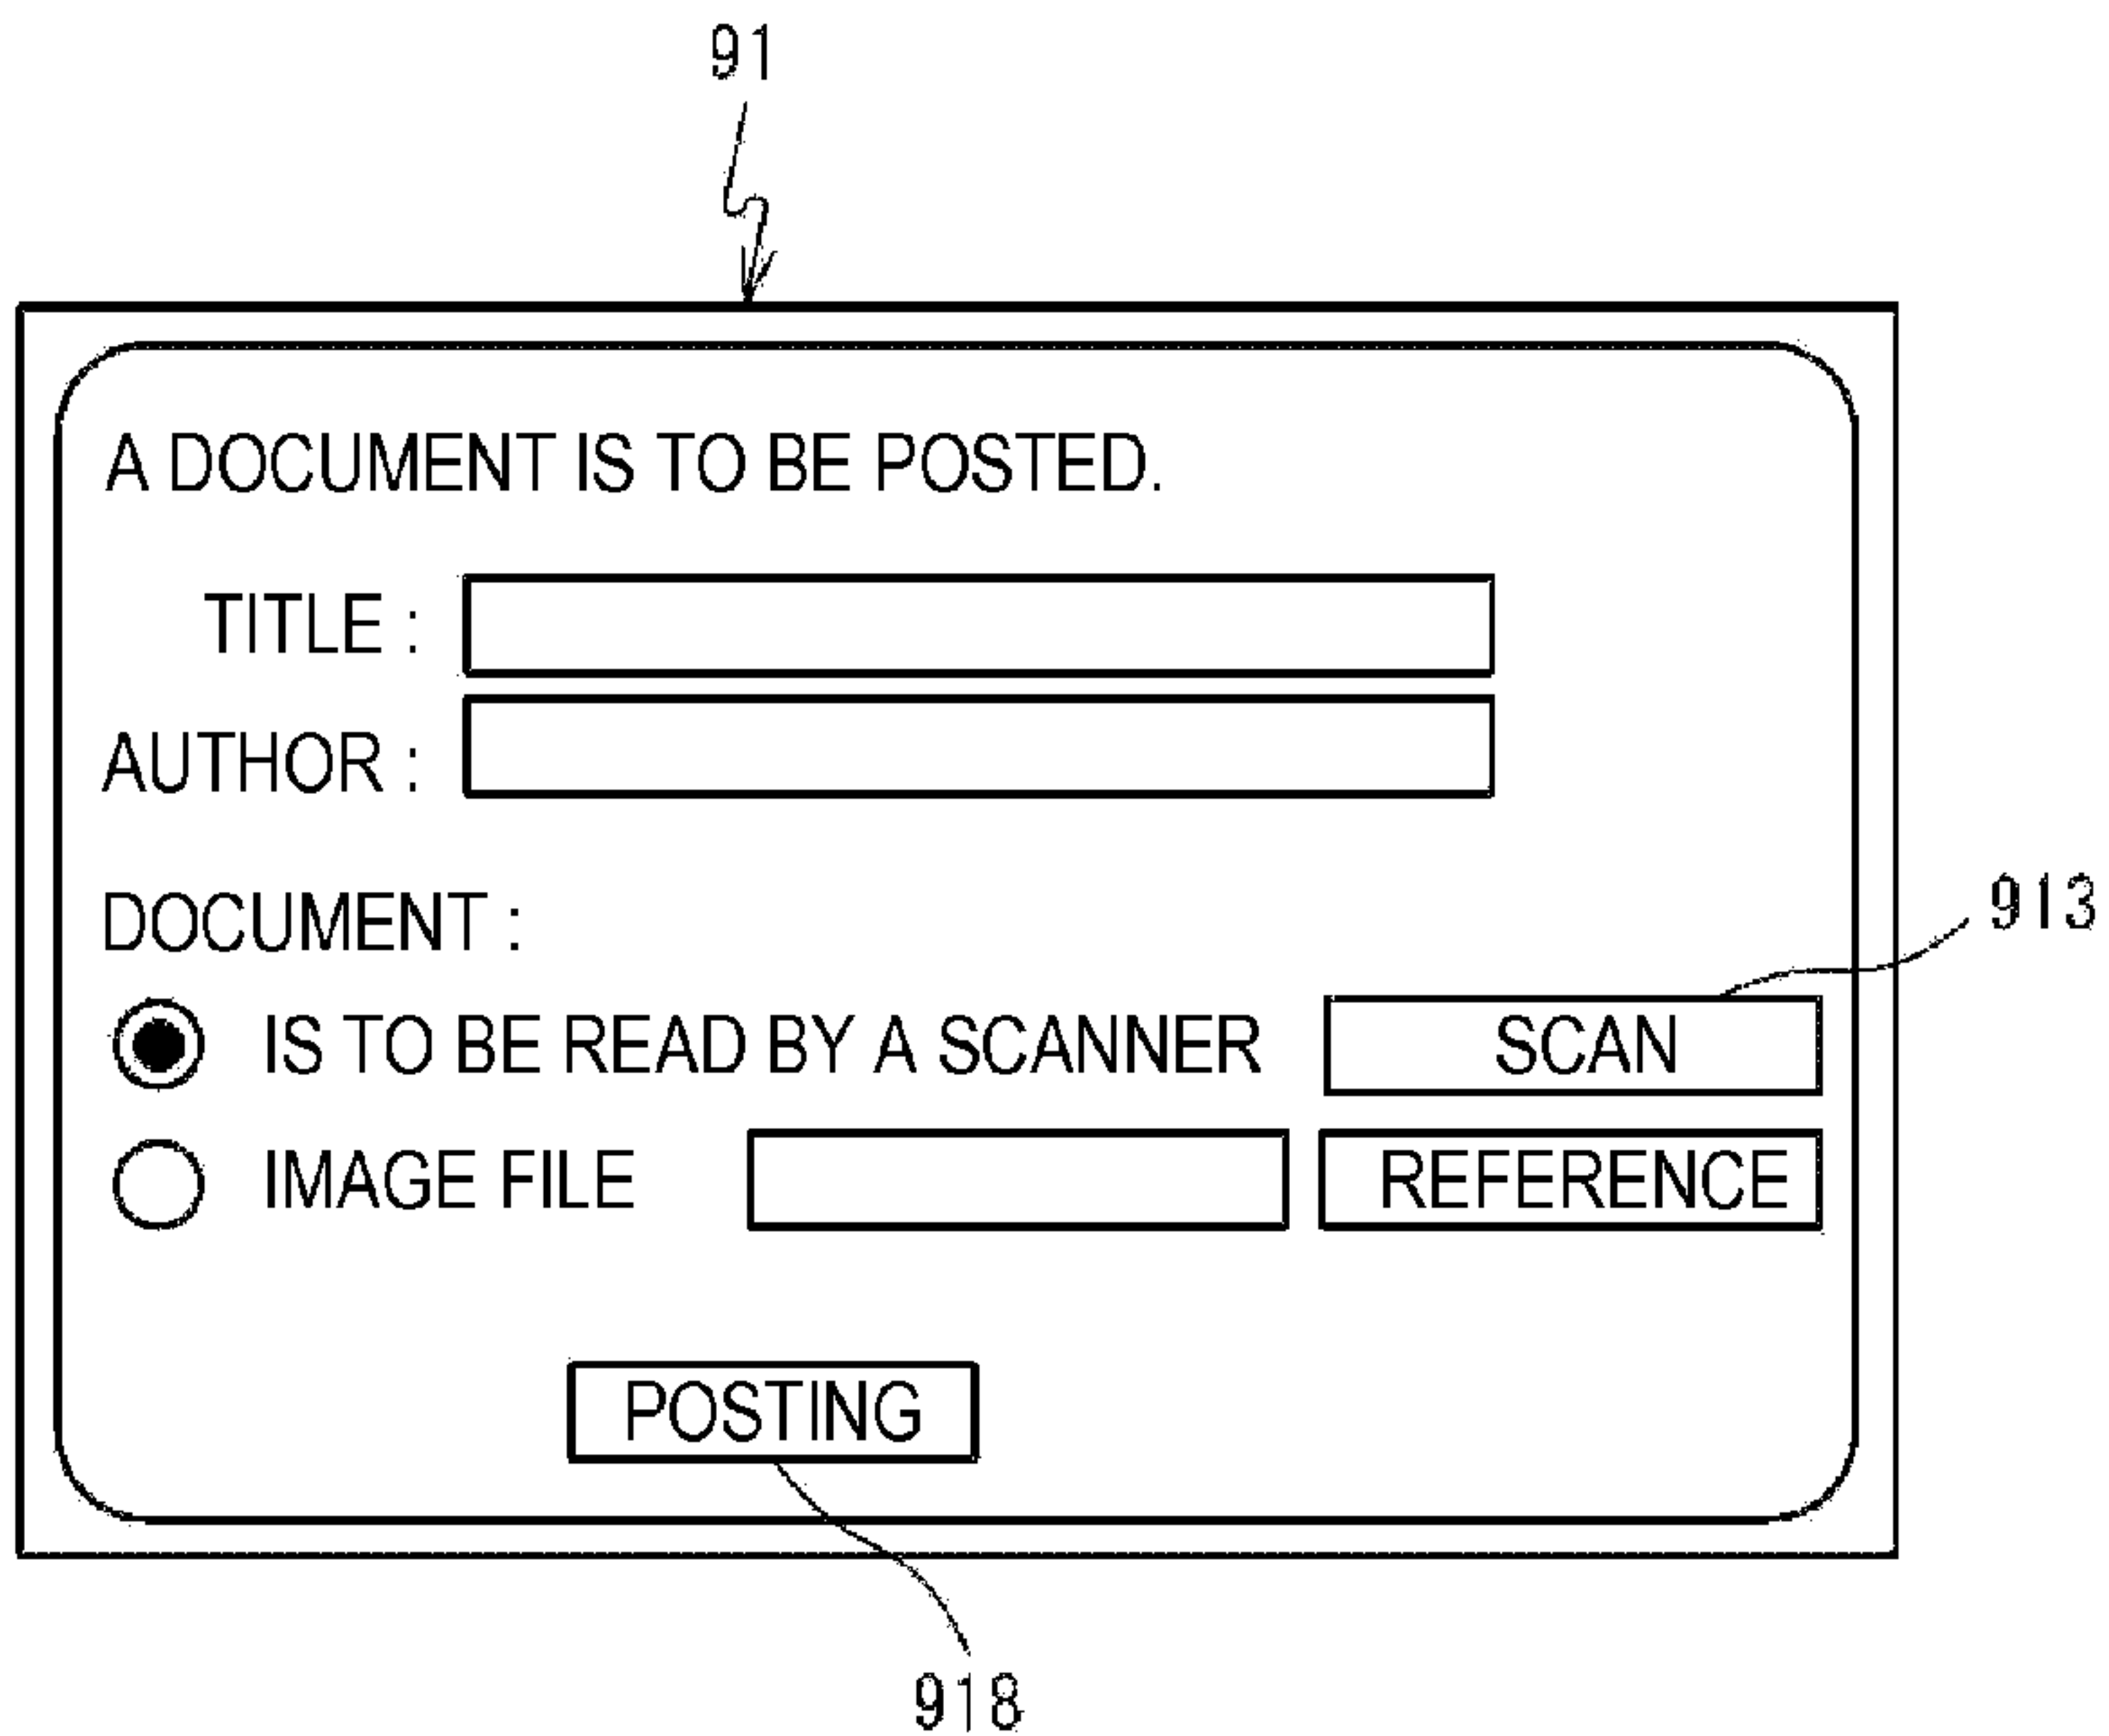 91
A DOCUMENT IS TO BE POSTED.
TITLE :
AUTHOR :
DOCUMENT :
913
IS TO BE READ BY A SCANNER SCAN
IMAGE FILE REFERENCE
POSTING
918